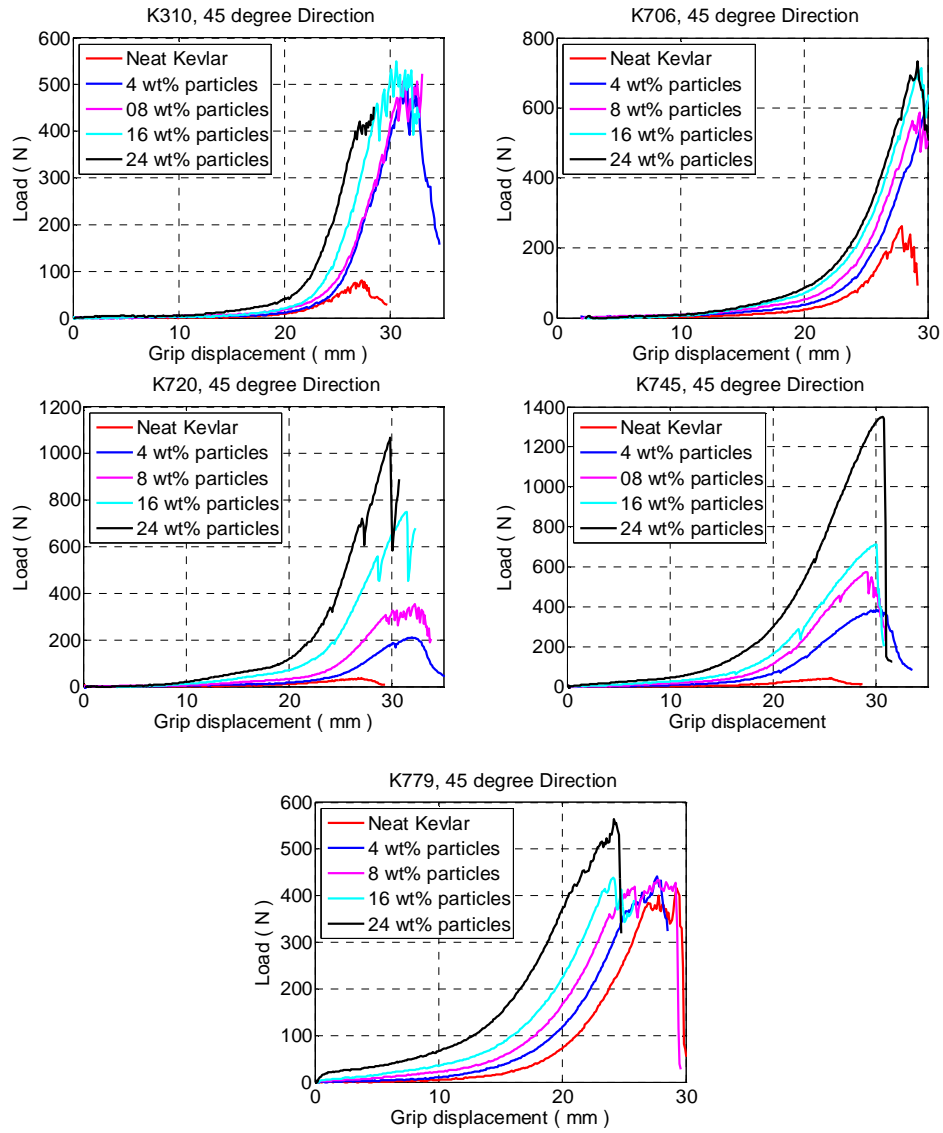 K310, 45 degree Direction
600
500
400
300
200
100
0
Load ( N )
Neat Kevlar
4 wt% particles
08 wt% particles
16 wt% particles
24 wt% particles
0
10
20
30
Grip displacement ( mm )
K706, 45 degree Direction
800
600
400
200
0
Load ( N )
Neat Kevlar
4 wt% particles
8 wt% particles
16 wt% particles
24 wt% particles
0
10
20
30
Grip displacement ( mm )
K720, 45 degree Direction
1200
1000
800
600
400
200
0
Load ( N )
Neat Kevlar
4 wt% particles
8 wt% particles
16 wt% particles
24 wt% particles
0
10
20
30
Grip displacement ( mm )
K745, 45 degree Direction
1400
1200
1000
800
600
400
200
0
Load ( N )
Neat Kevlar
4 wt% particles
08 wt% particles
16 wt% particles
24 wt% particles
0
10
20
30
Grip displacement
K779, 45 degree Direction
600
500
400
300
200
100
0
Load ( N )
Neat Kevlar
4 wt% particles
8 wt% particles
16 wt% particles
24 wt% particles
0
10
20
30
Grip displacement ( mm )